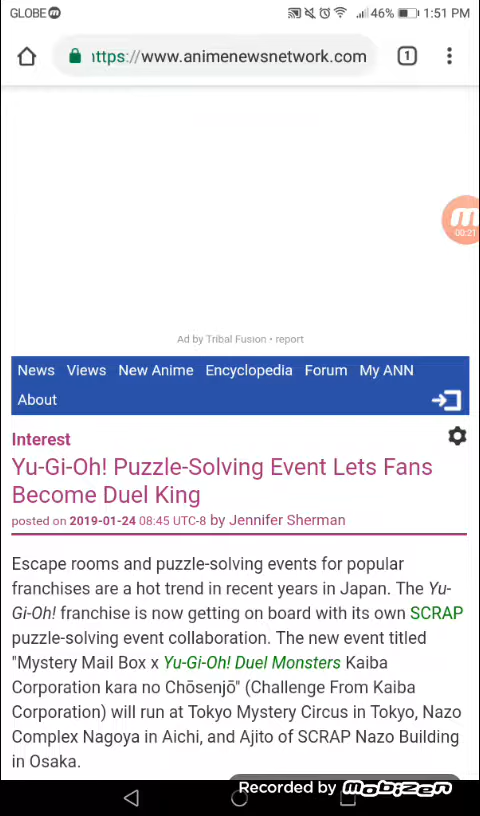 GLOBE 46% 1:51 PM
ttps://www.animenewsnetwork.com 1
00:21
Ad by Tribal Fusion • report
News Views New Anime Encyclopedia Forum My ANN
About
Interest
Yu-Gi-Oh! Puzzle-Solving Event Lets Fans
Become Duel King
posted on 2019-01-24 08:45 UTC-8 by Jennifer Sherman
Escape rooms and puzzle-solving events for popular
franchises are a hot trend in recent years in Japan. The Yu-
Gi-Oh! franchise is now getting on board with its own SCRAP
puzzle-solving event collaboration. The new event titled
"Mystery Mail Box x Yu-Gi-Oh! Duel Monsters Kaiba
Corporation kara no Chōsenjō" (Challenge From Kaiba
Corporation) will run at Tokyo Mystery Circus in Tokyo, Nazo
Complex Nagoya in Aichi, and Ajito of SCRAP Nazo Building
in Osaka.
Recorded by mobizen